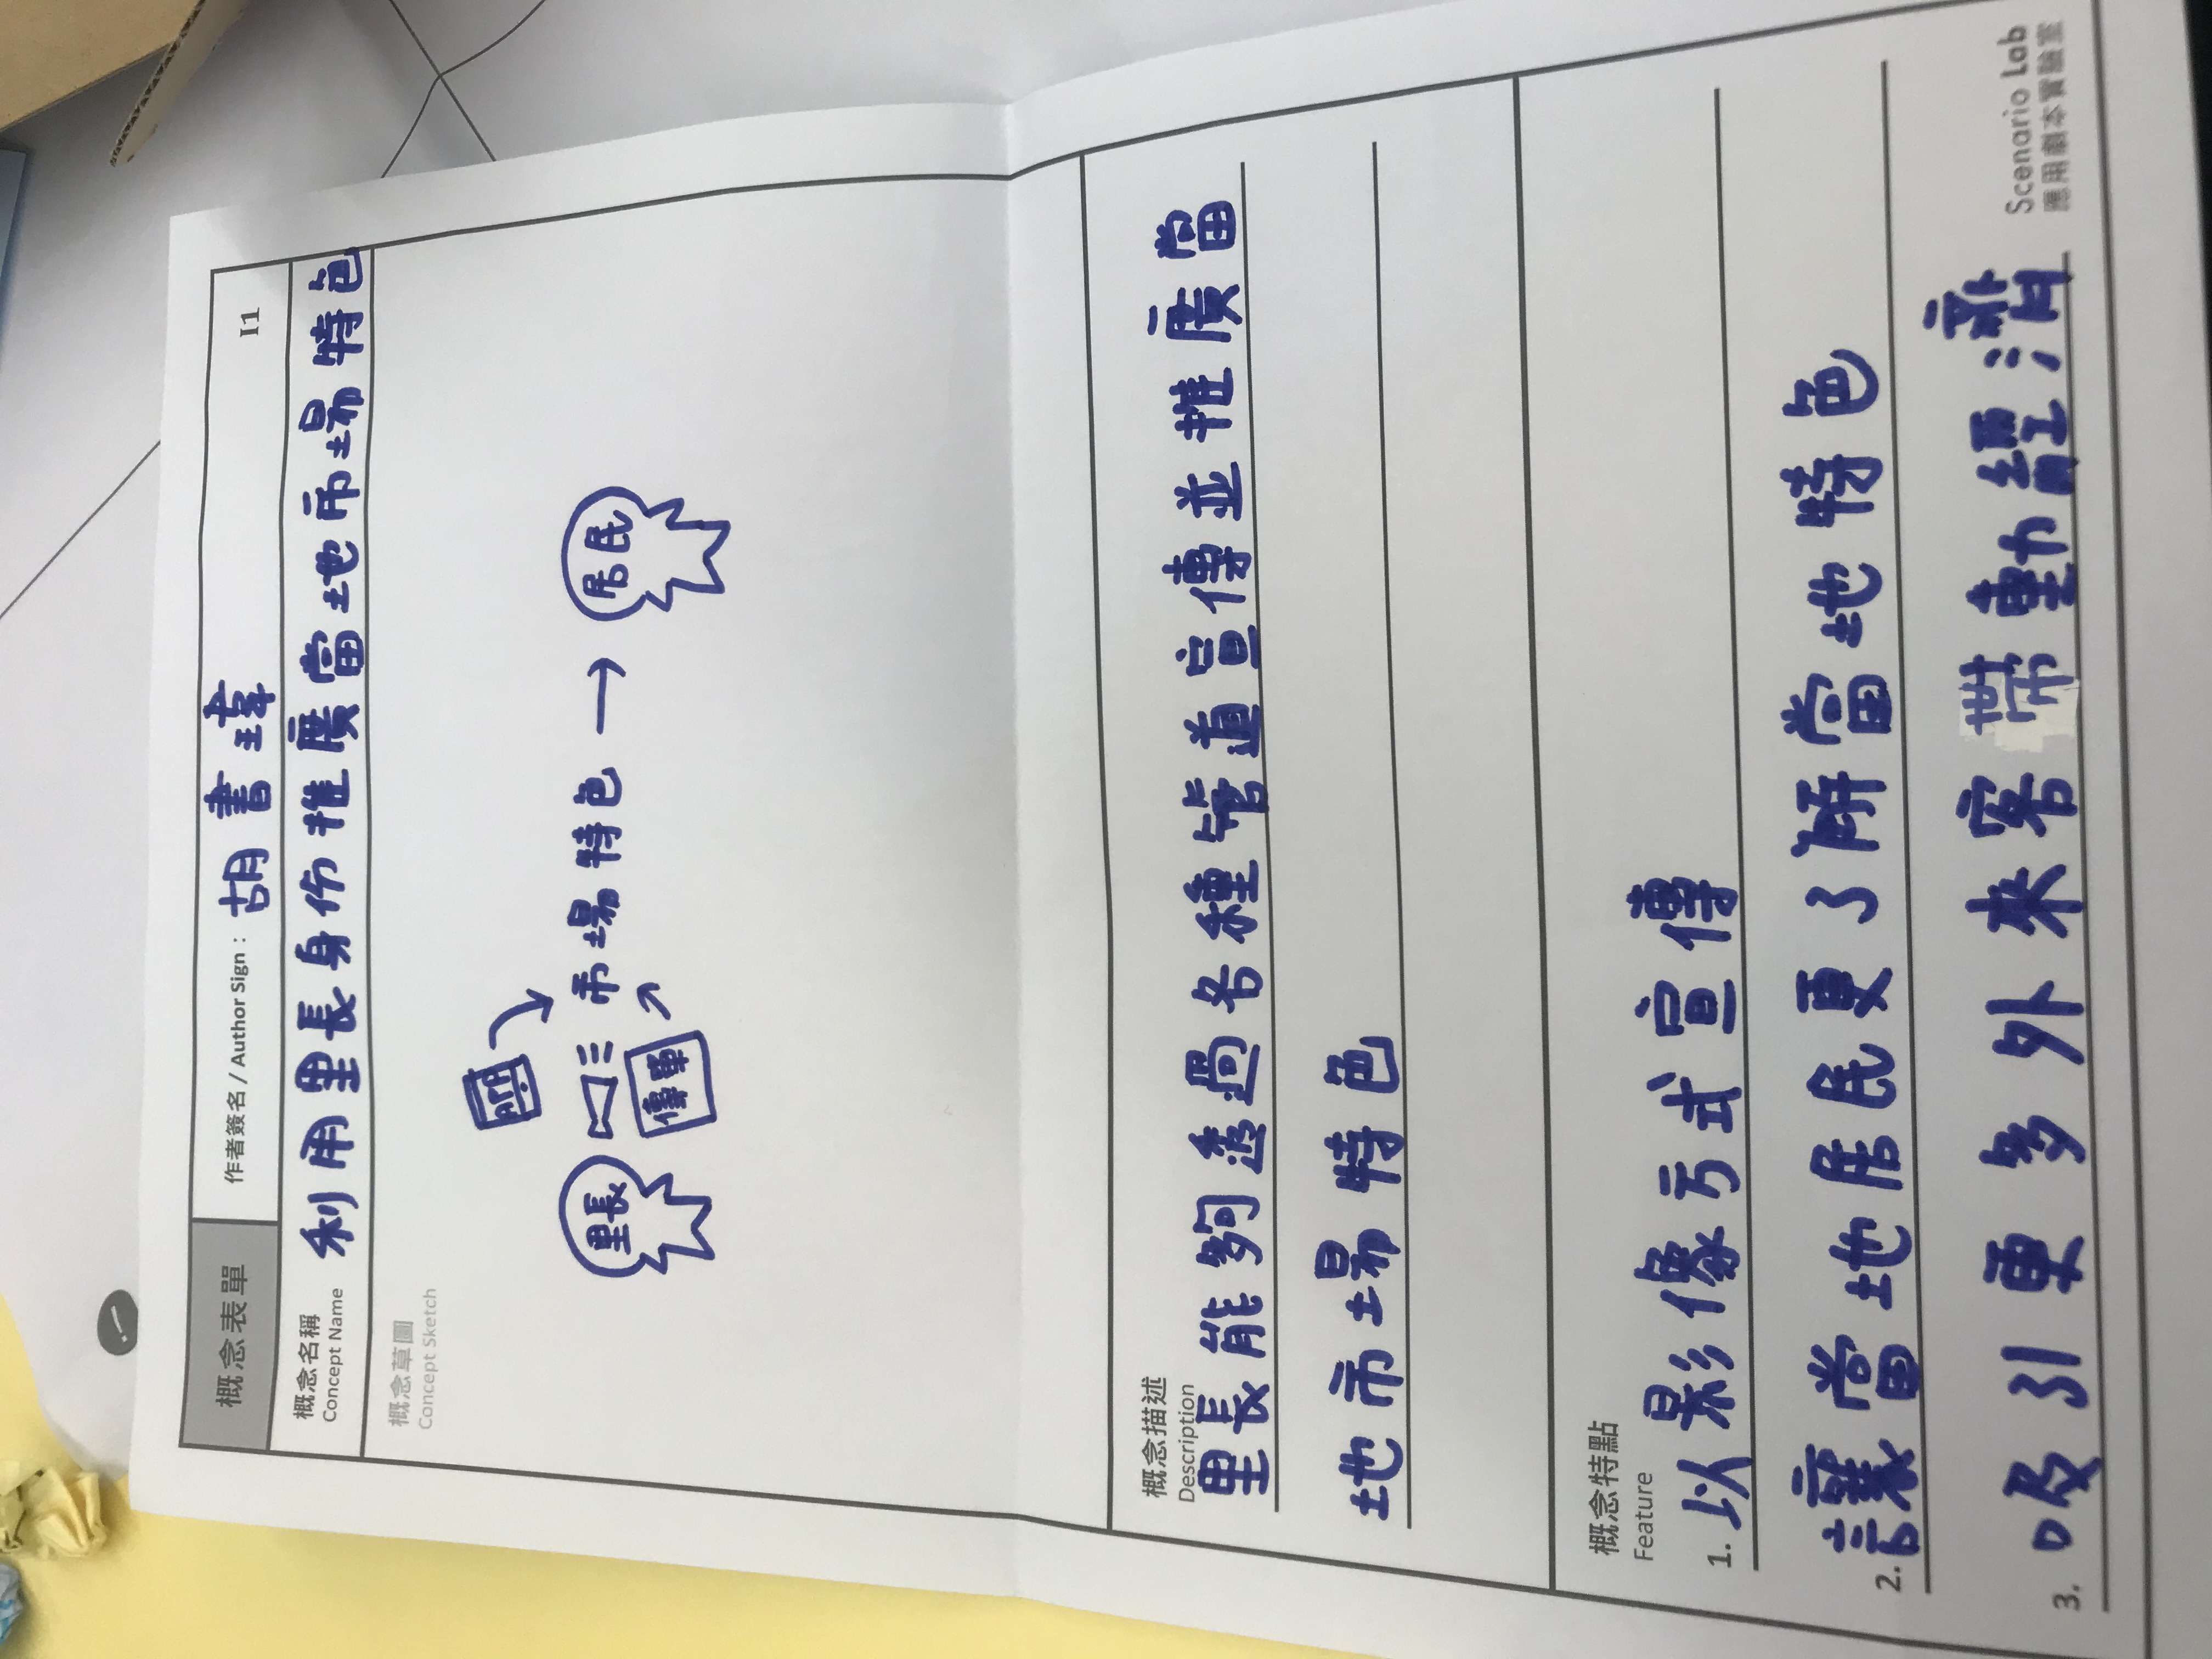 概念表單 作者簽名 / Author Sign : 胡書瑋 I1
概念名稱
Concept Name 利用里長身份推廣當地市場特色
概念草圖
Concept Sketch
APP
里長 市場特色 → 居民
傳單
概念描述
Description
里長能夠透過各種管道宣傳並推廣當
地市場特色
概念特點
Feature
1. 以影像方式宣傳
2. 讓當地居民更了解當地特色
3. 吸引更多外來客帶動經濟
Scenario Lab
應用劇本實驗室